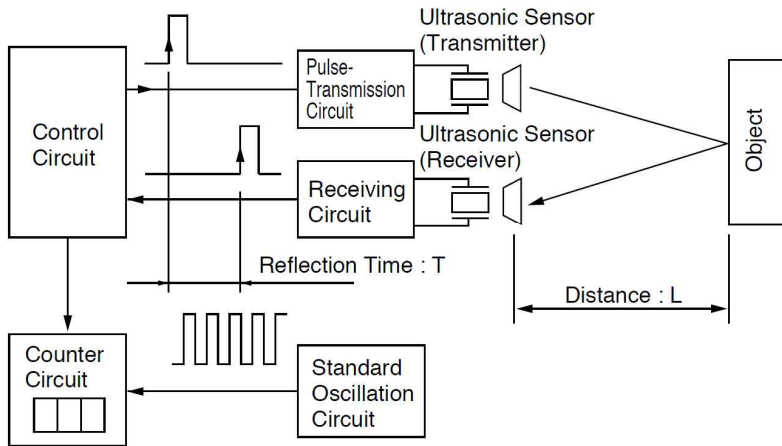 Ultrasonic Sensor
(Transmitter)
Pulse-
Transmission
Circuit
Control
Circuit
Object
Ultrasonic Sensor
(Receiver)
Receiving
Circuit
Reflection Time : T
Distance : L
Counter
Circuit
Standard
Oscillation
Circuit